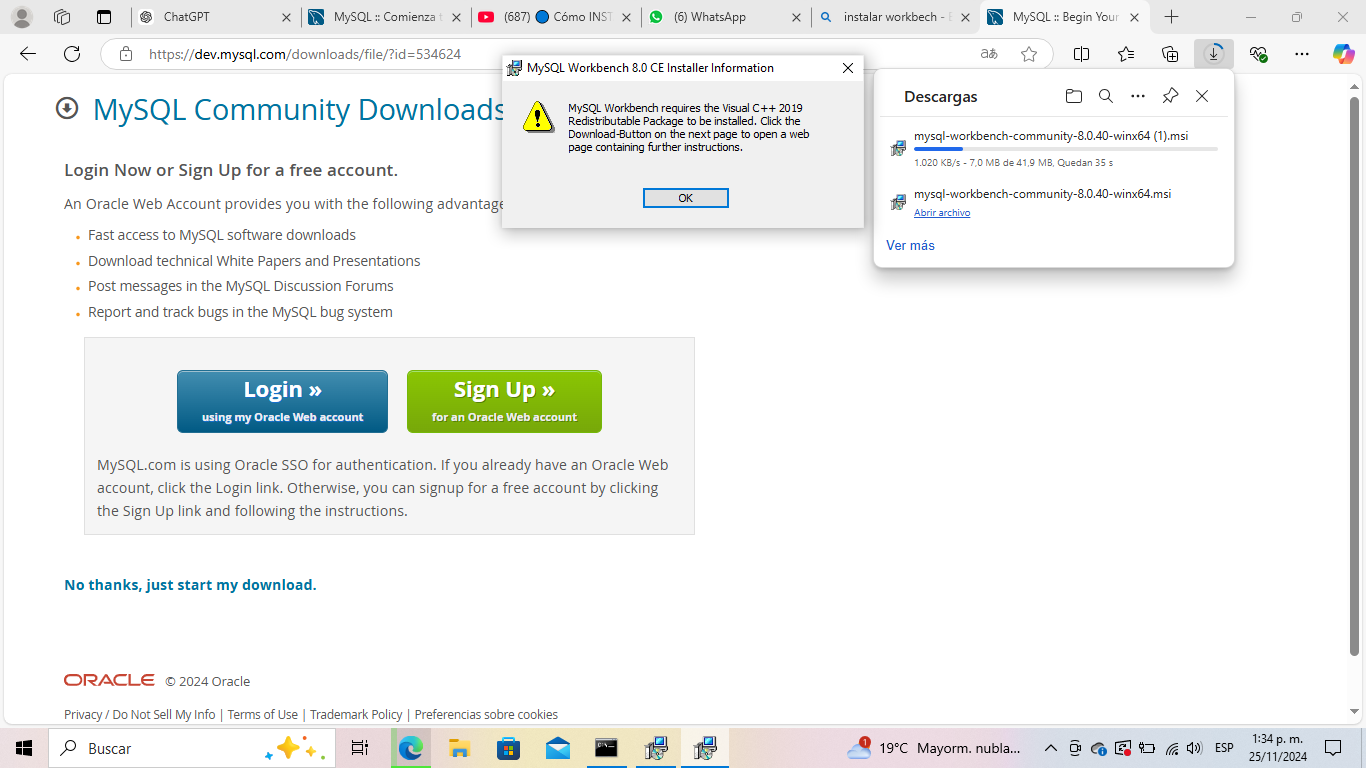 ChatGPT
MySQL :: Comienza t
(687) 🔵 Cómo INST
(6) WhatsApp
instalar workbech - B
MySQL :: Begin Your
https://dev.mysql.com/downloads/file/?id=534624
MySQL Community Downloads
Login Now or Sign Up for a free account.
An Oracle Web Account provides you with the following advantage
Fast access to MySQL software downloads
Download technical White Papers and Presentations
Post messages in the MySQL Discussion Forums
Report and track bugs in the MySQL bug system
Login »
using my Oracle Web account
Sign Up »
for an Oracle Web account
MySQL.com is using Oracle SSO for authentication. If you already have an Oracle Web
account, click the Login link. Otherwise, you can signup for a free account by clicking
the Sign Up link and following the instructions.
No thanks, just start my download.
ORACLE © 2024 Oracle
Privacy / Do Not Sell My Info | Terms of Use | Trademark Policy | Preferencias sobre cookies
MySQL Workbench 8.0 CE Installer Information
MySQL Workbench requires the Visual C++ 2019
Redistributable Package to be installed. Click the
Download-Button on the next page to open a web
page containing further instructions.
OK
Descargas
mysql-workbench-community-8.0.40-winx64 (1).msi
1.020 KB/s - 7,0 MB de 41,9 MB, Quedan 35 s
mysql-workbench-community-8.0.40-winx64.msi
Abrir archivo
Ver más
Buscar
1
19°C Mayorm. nubla...
ESP
1:34 p. m.
25/11/2024